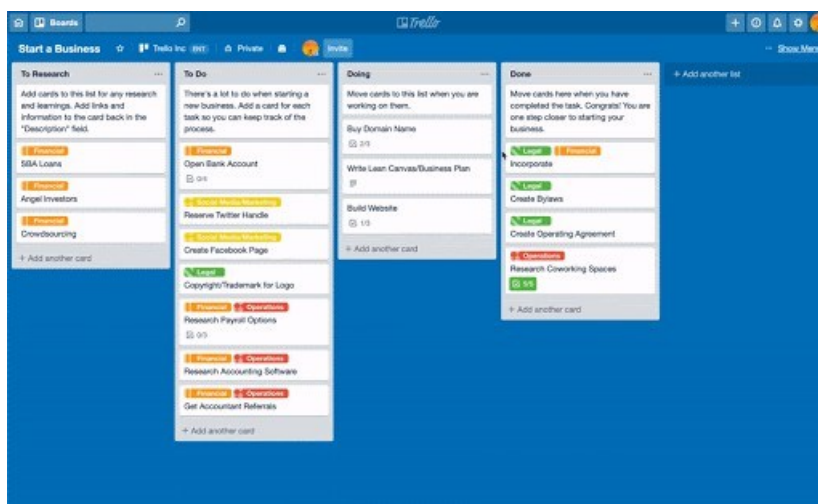 Boards
Trello
Start a Business
Trello Inc
ENT
Private
Invite
Show Menu
To Research
Add cards to this list for any research
and learnings. Add links and
information to the card back in the
"Description" field.
Financial
SBA Loans
Financial
Angel Investors
Financial
Crowdsourcing
+ Add another card
To Do
There's a lot to do when starting a
new business. Add a card for each
task so you can keep track of the
process.
Financial
Open Bank Account
Social Media/Marketing
Reserve Twitter Handle
Social Media/Marketing
Create Facebook Page
Legal
Copyright/Trademark for Logo
Financial Operations
Research Payroll Options
0/3
Financial Operations
Research Accounting Software
Financial Operations
Get Accountant Referrals
+ Add another card
Doing
Move cards to this list when you are
working on them.
Buy Domain Name
2/3
Write Lean Canvas/Business Plan
Build Website
1/3
+ Add another card
Done
Move cards here when you have
completed the task. Congrats! You are
one step closer to starting your
business.
Legal Financial
Incorporate
Legal
Create Bylaws
Legal
Create Operating Agreement
Operations
Research Coworking Spaces
5/5
+ Add another card
+ Add another list